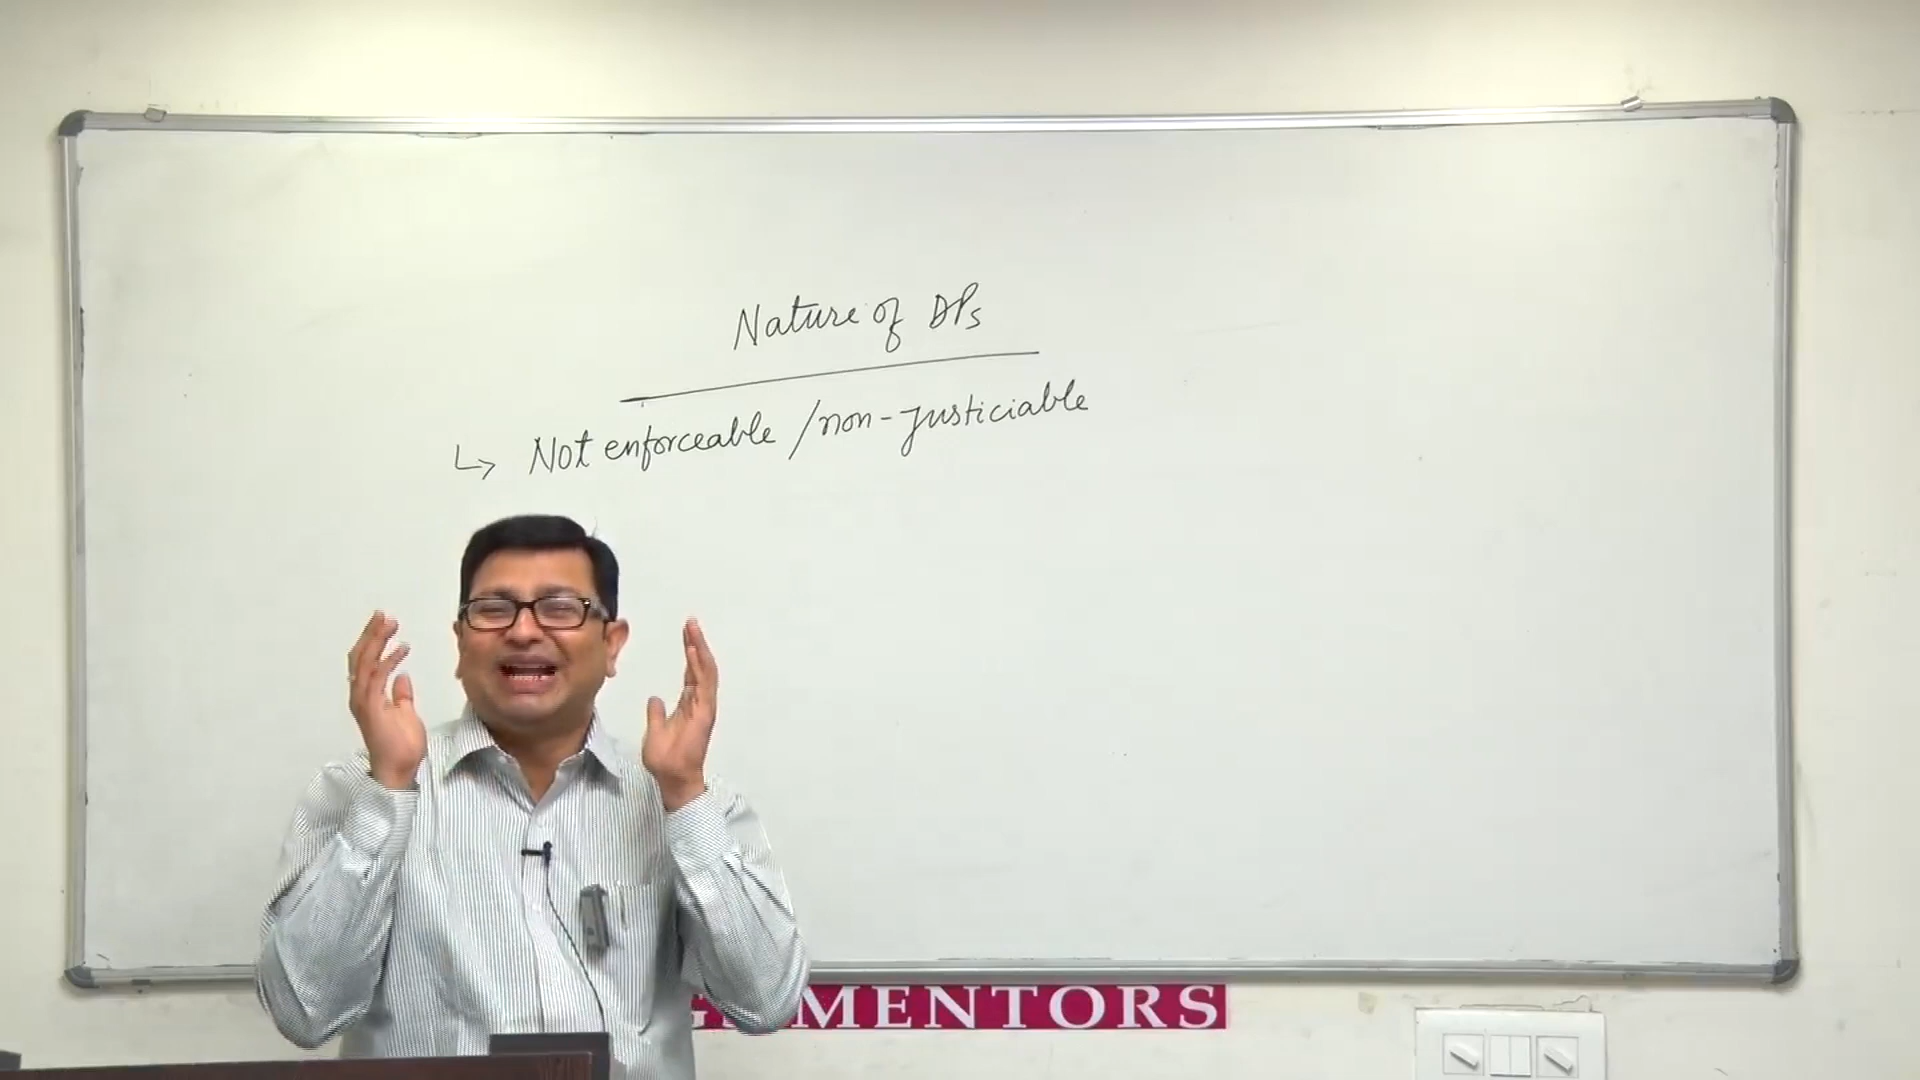 Nature of DPs
↳ Not enforceable / non-justiciable
MENTORS